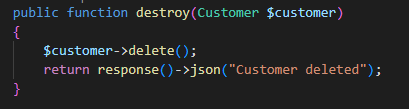 public function destroy(Customer $customer)
{
    $customer->delete();
    return response()->json("Customer deleted");
}